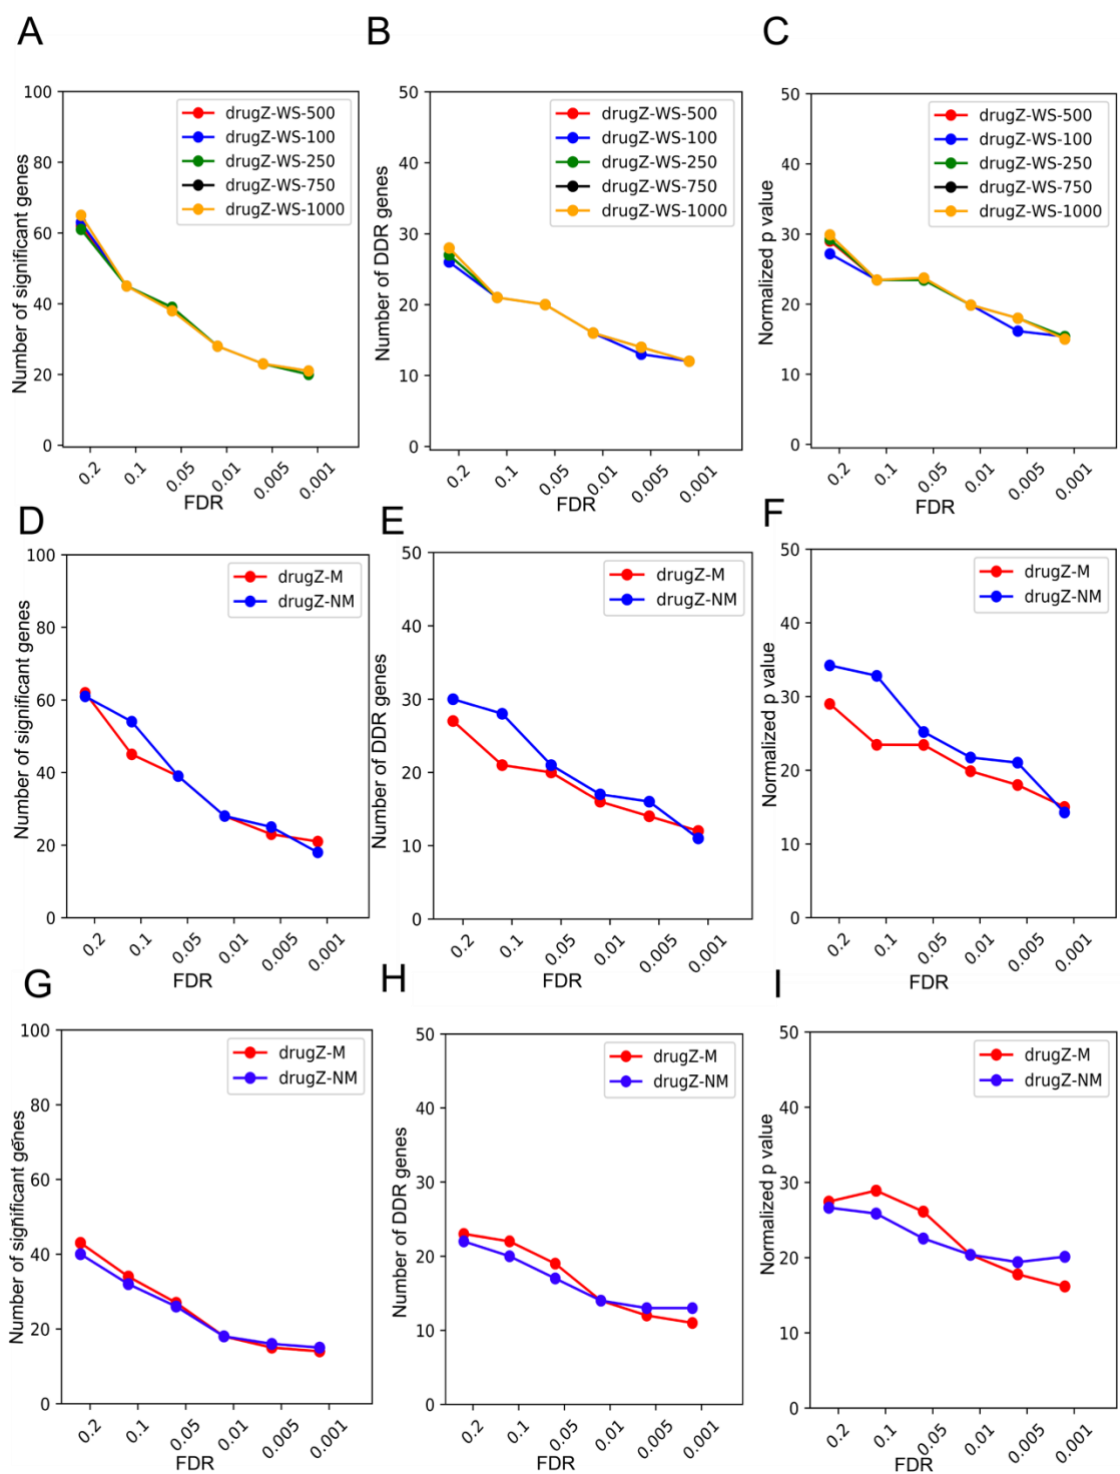 A
B
C
Number of significant genes
100
80
60
40
20
0
drugZ-WS-500
drugZ-WS-100
drugZ-WS-250
drugZ-WS-750
drugZ-WS-1000
0.2
0.1
0.05
0.01
0.005
0.001
FDR
Number of DDR genes
50
40
30
20
10
0
drugZ-WS-500
drugZ-WS-100
drugZ-WS-250
drugZ-WS-750
drugZ-WS-1000
0.2
0.1
0.05
0.01
0.005
0.001
FDR
Normalized p value
50
40
30
20
10
0
drugZ-WS-500
drugZ-WS-100
drugZ-WS-250
drugZ-WS-750
drugZ-WS-1000
0.2
0.1
0.05
0.01
0.005
0.001
FDR
D
E
F
Number of significant genes
100
80
60
40
20
0
drugZ-M
drugZ-NM
0.2
0.1
0.05
0.01
0.005
0.001
FDR
Number of DDR genes
50
40
30
20
10
0
drugZ-M
drugZ-NM
0.2
0.1
0.05
0.01
0.005
0.001
FDR
Normalized p value
50
40
30
20
10
0
drugZ-M
drugZ-NM
0.2
0.1
0.05
0.01
0.005
0.001
FDR
G
H
I
Number of significant genes
100
80
60
40
20
0
drugZ-M
drugZ-NM
0.2
0.1
0.05
0.01
0.005
0.001
FDR
Number of DDR genes
50
40
30
20
10
0
drugZ-M
drugZ-NM
0.2
0.1
0.05
0.01
0.005
0.001
FDR
Normalized p value
50
40
30
20
10
0
drugZ-M
drugZ-NM
0.2
0.1
0.05
0.01
0.005
0.001
FDR